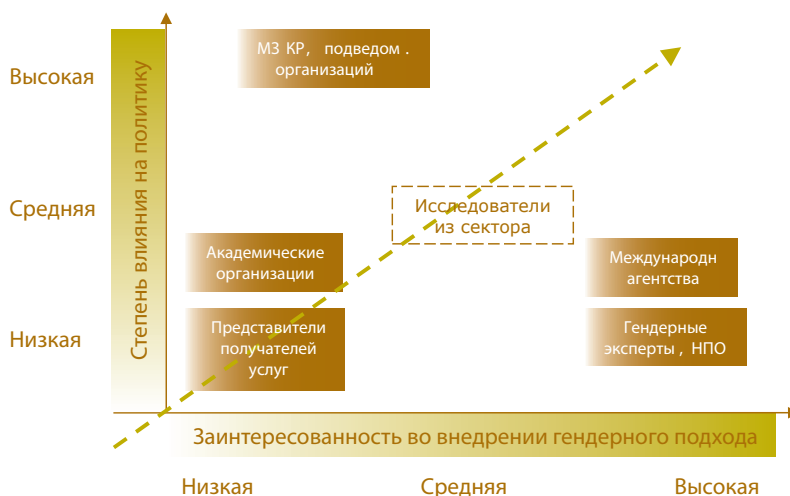 МЗ КР, подведом.
организаций
Высокая
Степень влияния на политику
Средняя
Исследователи
из сектора
Академические
организации
Международн
агентства
Низкая
Представители
получателей
услуг
Гендерные
эксперты, НПО
Заинтересованность во внедрении гендерного подхода
Низкая
Средняя
Высокая